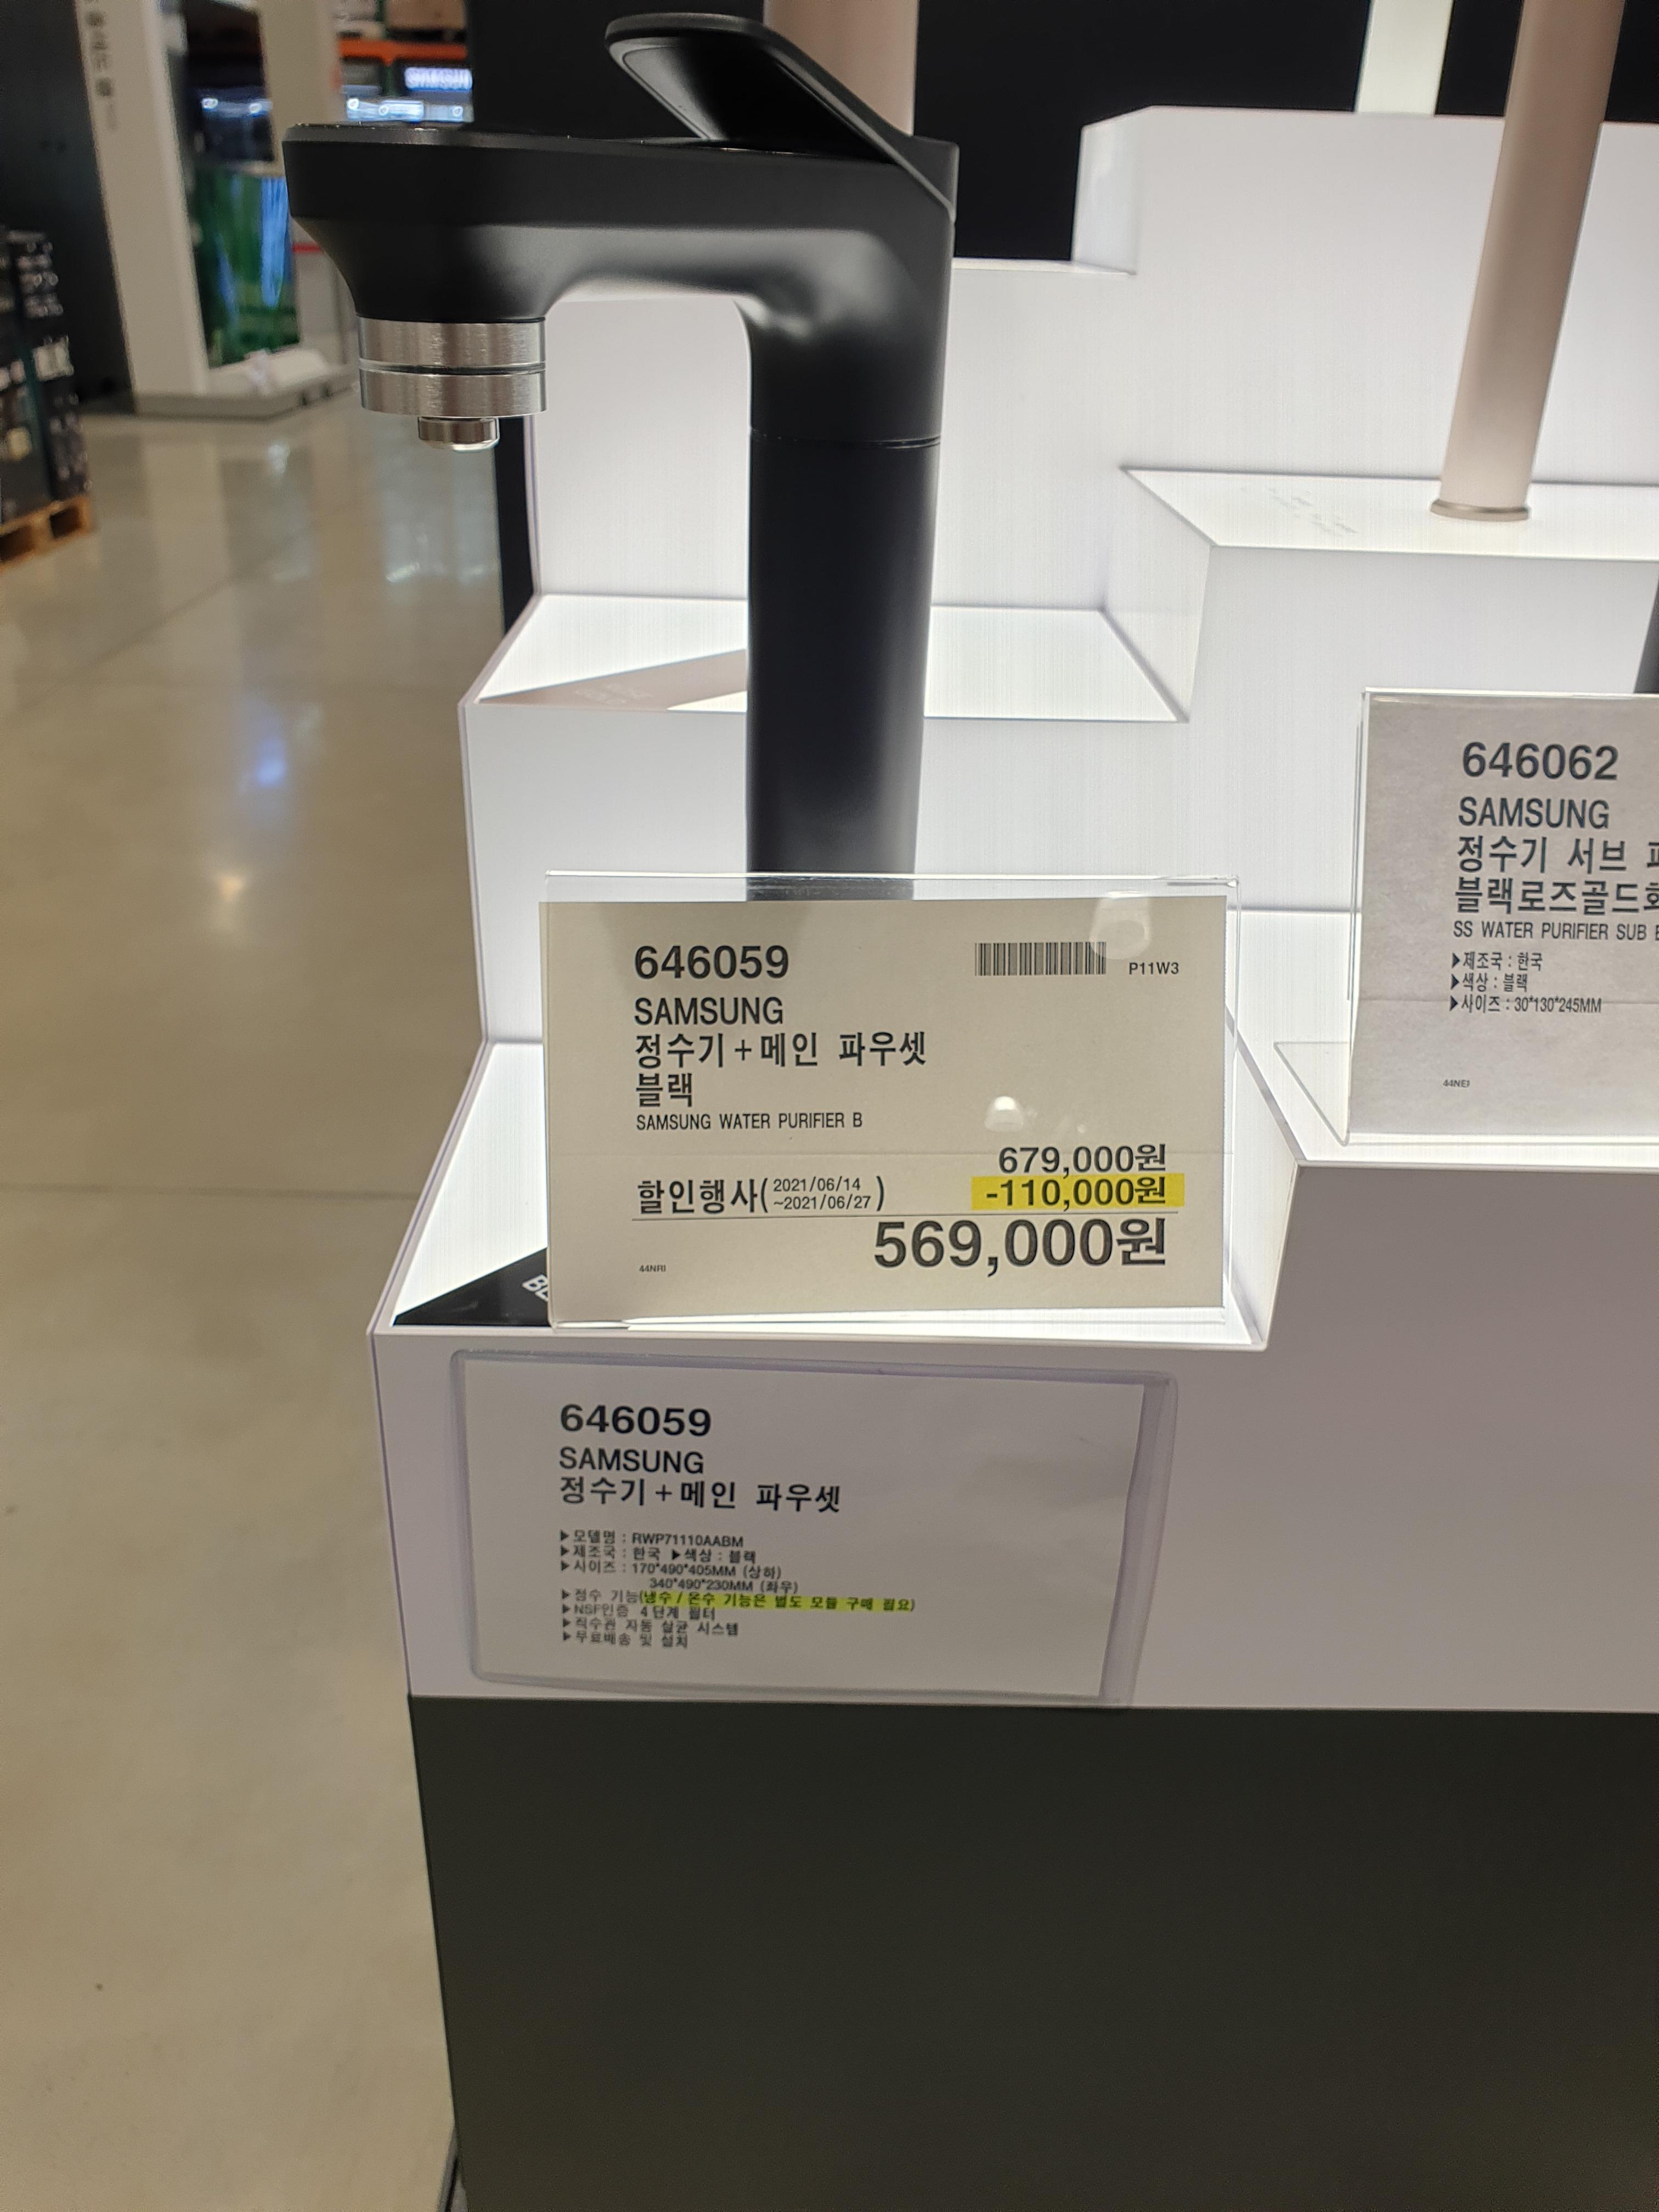 SAMSUNG
646059
P11W3
SAMSUNG
정수기+메인 파우셋
블랙
SAMSUNG WATER PURIFIER B
679,000원
할인행사(2021/06/14
~2021/06/27)
-110,000원
569,000원
44NRI
646062
SAMSUNG
정수기 서브
블랙로즈골드
SS WATER PURIFIER SUB
▶제조국 : 한국
▶색상 : 블랙
▶사이즈 : 30*130*245MM
44NEI
646059
SAMSUNG
정수기+메인 파우셋
▶모델명 : RWP71110AABM
▶제조국 : 한국 ▶색상 : 블랙
▶사이즈 : 170*490*405MM (상하)
340*490*230MM (좌우)
▶정수 기능(냉수 / 온수 기능은 별도 모듈 구매 필요)
▶NSF인증 4단계 필터
▶직수관 자동 살균 시스템
▶무료배송 및 설치